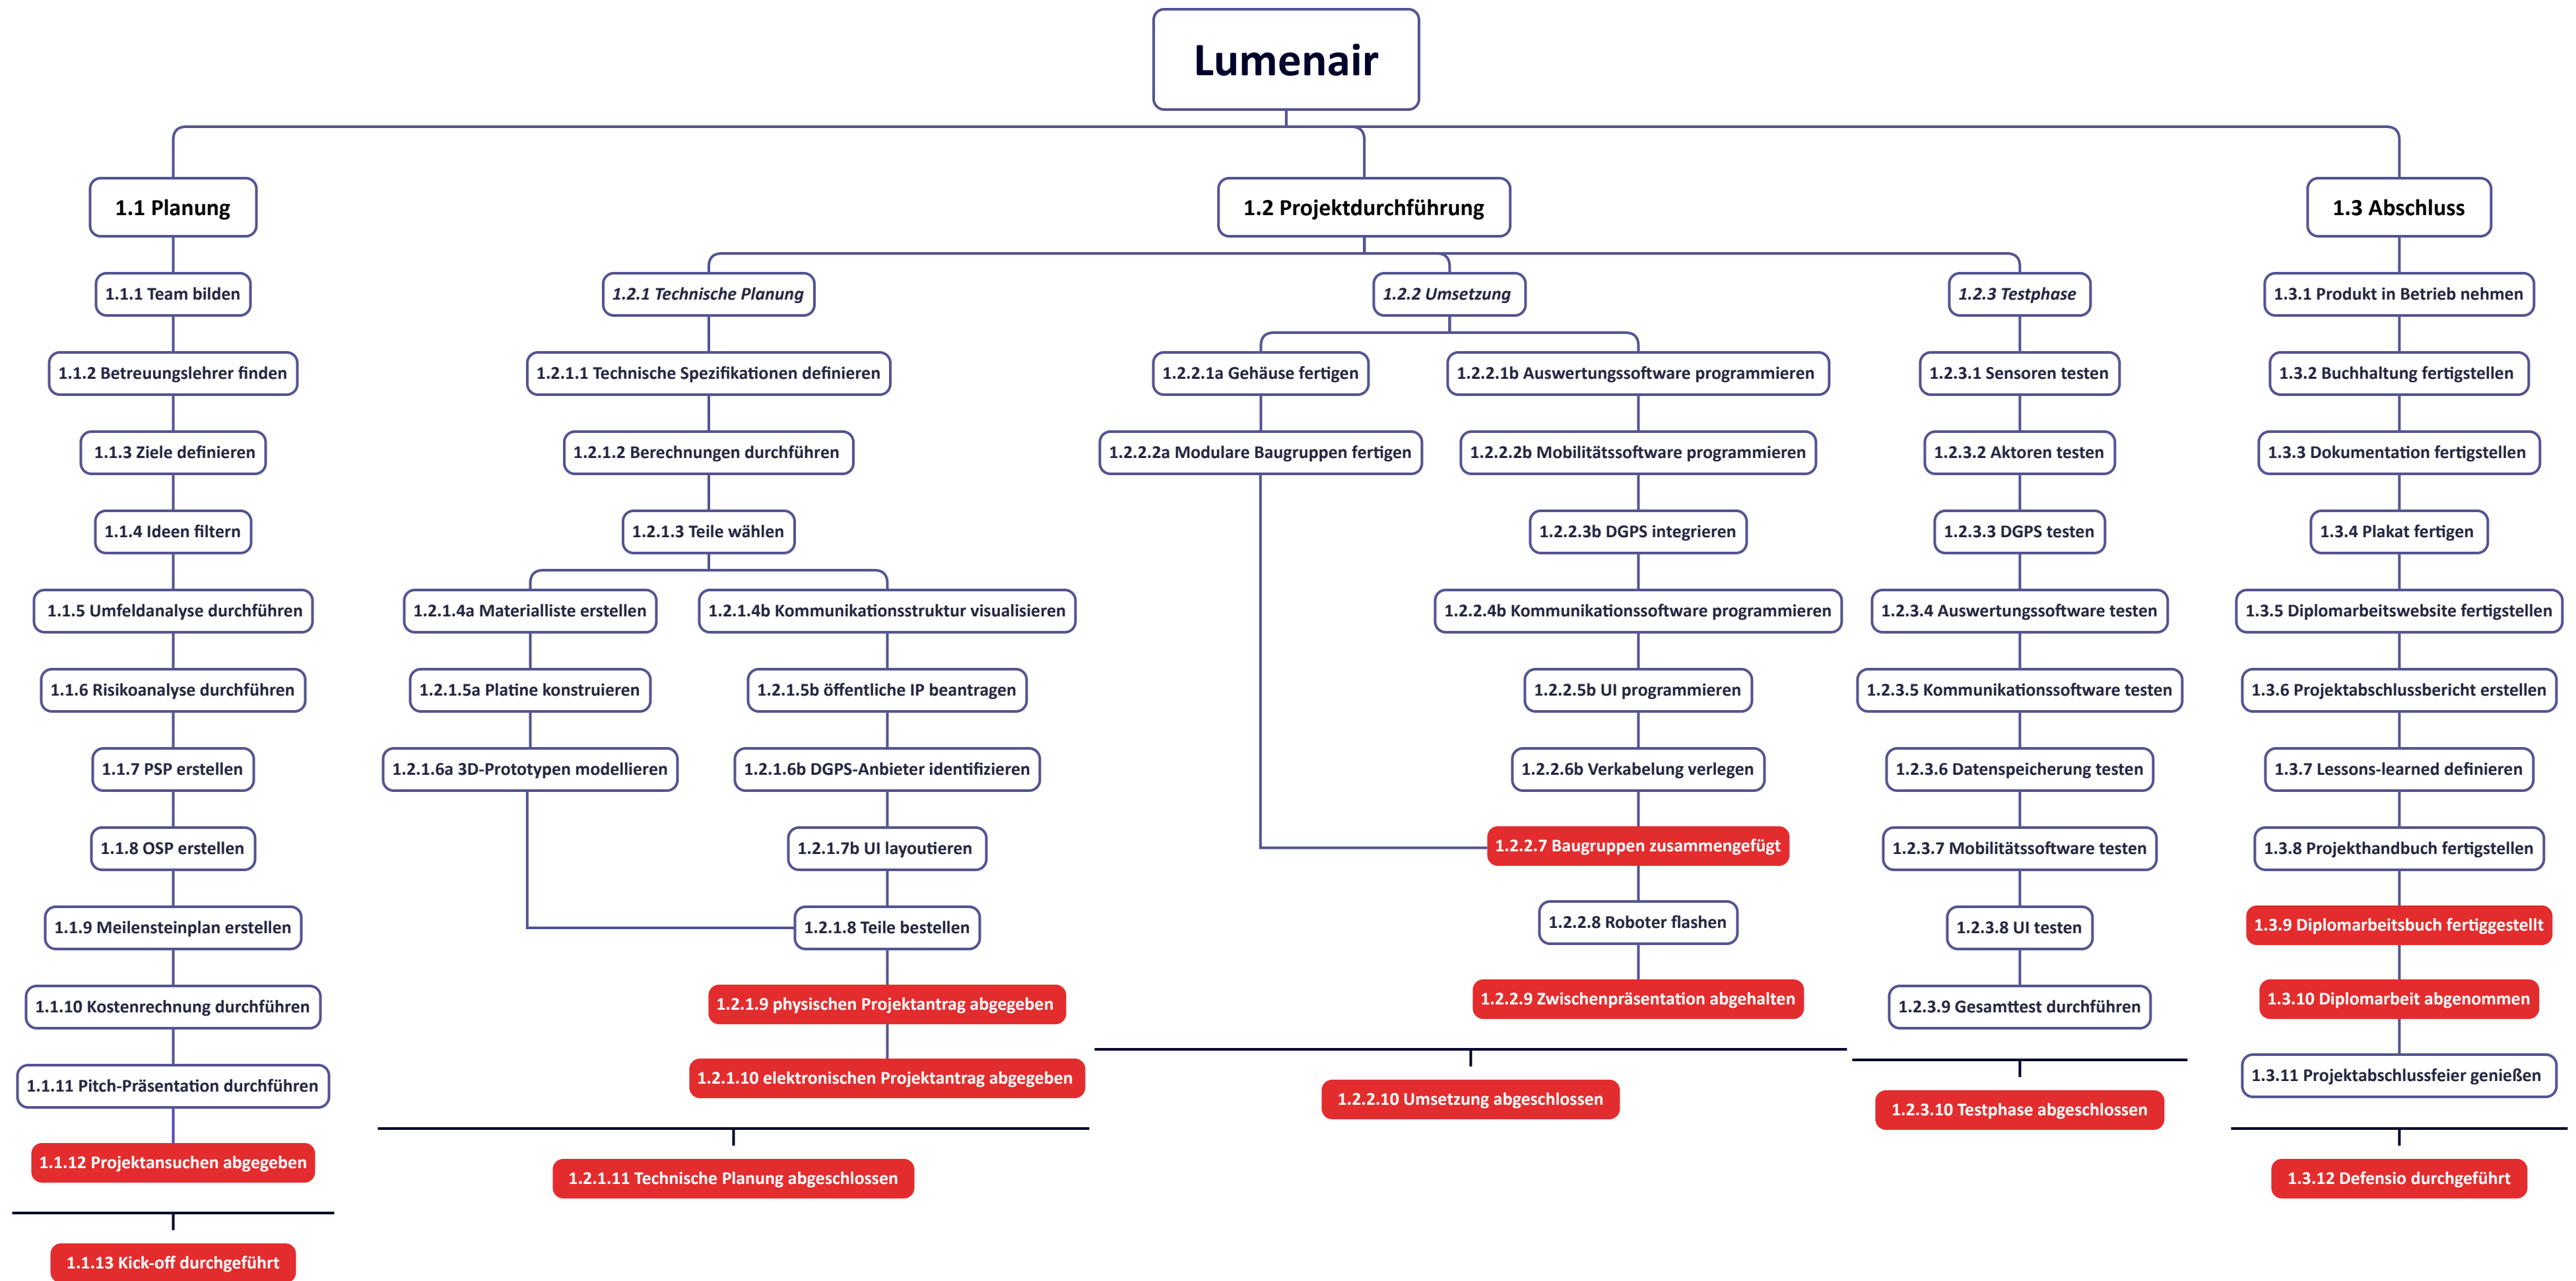 Lumenair
1.1 Planung
1.1.1 Team bilden
1.1.2 Betreuungslehrer finden
1.1.3 Ziele definieren
1.1.4 Ideen filtern
1.1.5 Umfeldanalyse durchführen
1.1.6 Risikoanalyse durchführen
1.1.7 PSP erstellen
1.1.8 OSP erstellen
1.1.9 Meilensteinplan erstellen
1.1.10 Kostenrechnung durchführen
1.1.11 Pitch-Präsentation durchführen
1.1.12 Projektansuchen abgegeben
1.1.13 Kick-off durchgeführt
1.2 Projektdurchführung
1.2.1 Technische Planung
1.2.1.1 Technische Spezifikationen definieren
1.2.1.2 Berechnungen durchführen
1.2.1.3 Teile wählen
1.2.1.4a Materialliste erstellen
1.2.1.5a Platine konstruieren
1.2.1.6a 3D-Prototypen modellieren
1.2.1.4b Kommunikationsstruktur visualisieren
1.2.1.5b öffentliche IP beantragen
1.2.1.6b DGPS-Anbieter identifizieren
1.2.1.7b UI layoutieren
1.2.1.8 Teile bestellen
1.2.1.9 physischen Projektantrag abgegeben
1.2.1.10 elektronischen Projektantrag abgegeben
1.2.1.11 Technische Planung abgeschlossen
1.2.2 Umsetzung
1.2.2.1a Gehäuse fertigen
1.2.2.2a Modulare Baugruppen fertigen
1.2.2.1b Auswertungssoftware programmieren
1.2.2.2b Mobilitätssoftware programmieren
1.2.2.3b DGPS integrieren
1.2.2.4b Kommunikationssoftware programmieren
1.2.2.5b UI programmieren
1.2.2.6b Verkabelung verlegen
1.2.2.7 Baugruppen zusammengefügt
1.2.2.8 Roboter flashen
1.2.2.9 Zwischenpräsentation abgehalten
1.2.2.10 Umsetzung abgeschlossen
1.2.3 Testphase
1.2.3.1 Sensoren testen
1.2.3.2 Aktoren testen
1.2.3.3 DGPS testen
1.2.3.4 Auswertungssoftware testen
1.2.3.5 Kommunikationssoftware testen
1.2.3.6 Datenspeicherung testen
1.2.3.7 Mobilitätssoftware testen
1.2.3.8 UI testen
1.2.3.9 Gesamttest durchführen
1.2.3.10 Testphase abgeschlossen
1.3 Abschluss
1.3.1 Produkt in Betrieb nehmen
1.3.2 Buchhaltung fertigstellen
1.3.3 Dokumentation fertigstellen
1.3.4 Plakat fertigen
1.3.5 Diplomarbeitswebsite fertigstellen
1.3.6 Projektabschlussbericht erstellen
1.3.7 Lessons-learned definieren
1.3.8 Projekthandbuch fertigstellen
1.3.9 Diplomarbeitsbuch fertiggestellt
1.3.10 Diplomarbeit abgenommen
1.3.11 Projektabschlussfeier genießen
1.3.12 Defensio durchgeführt